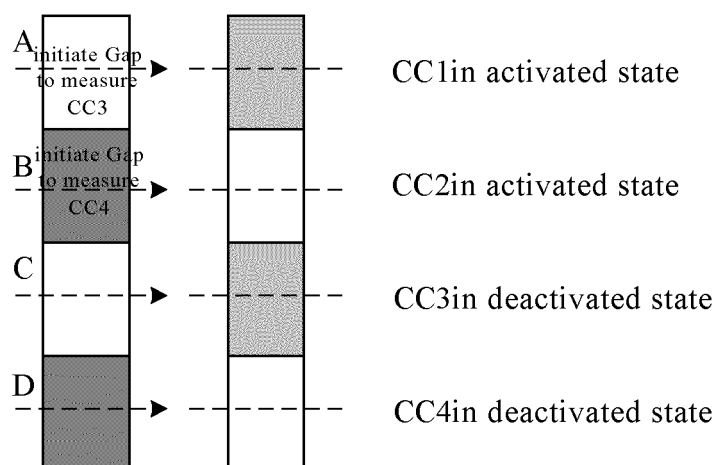 A
initiate Gap
to measure
CC3
CC1in activated state
B
initiate Gap
to measure
CC4
CC2in activated state
C
CC3in deactivated state
D
CC4in deactivated state